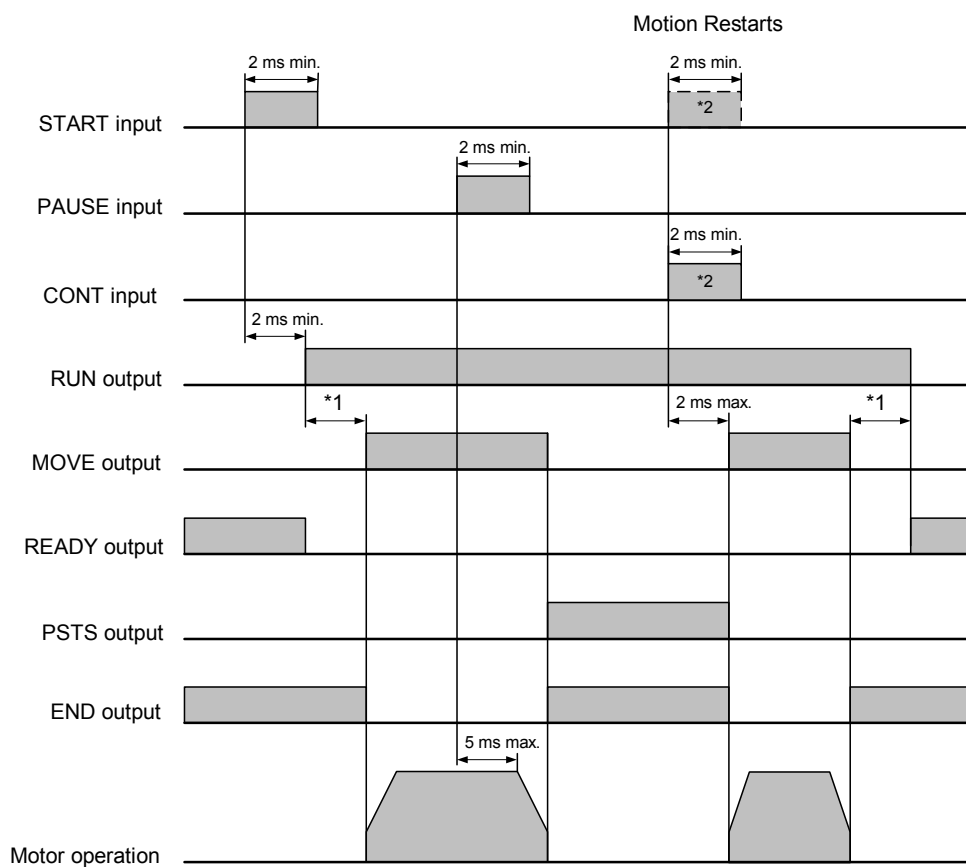 Motion Restarts
2 ms min.
2 ms min.
START input
*2
2 ms min.
PAUSE input
2 ms min.
CONT input
*2
2 ms min.
RUN output
*1
2 ms max.
*1
MOVE output
READY output
PSTS output
END output
5 ms max.
Motor operation